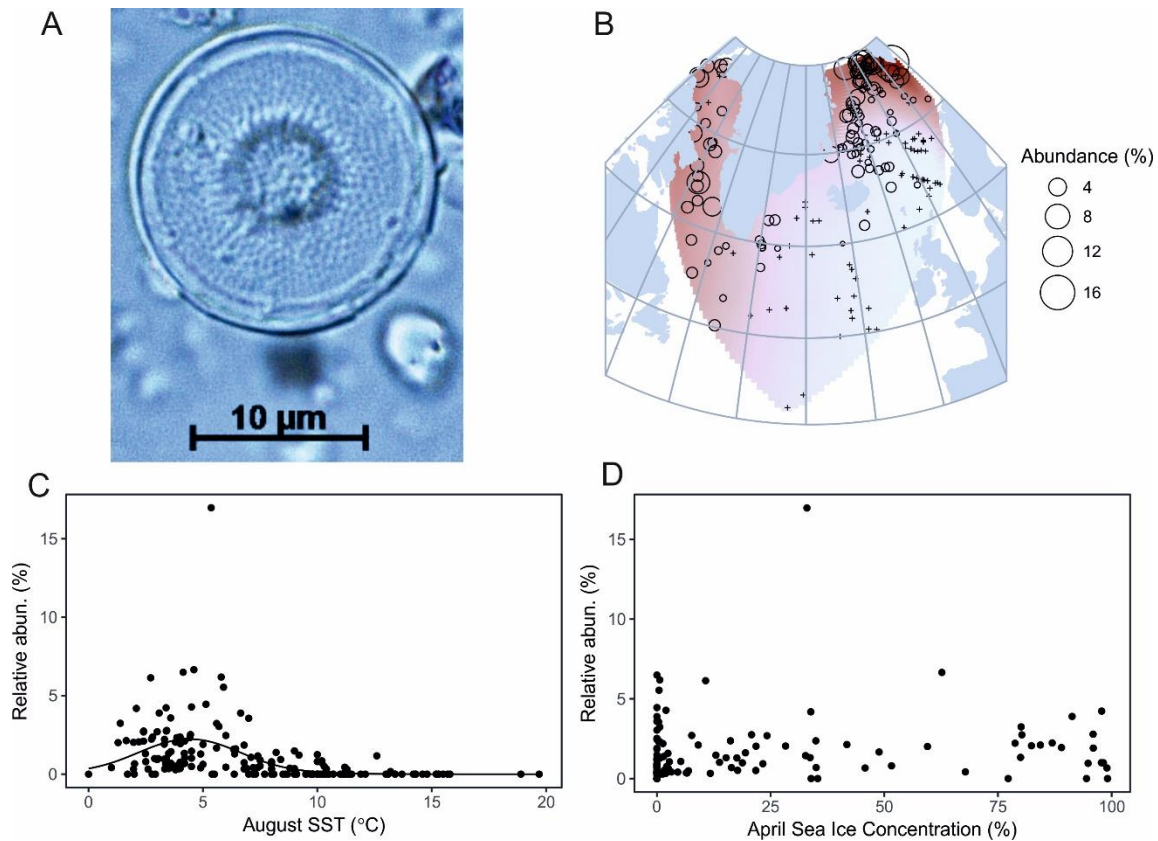 A
10 µm
B
Abundance (%)
4
8
12
16
C
Relative abun. (%)
15
10
5
0
0
5
10
15
20
August SST (°C)
D
Relative abun. (%)
15
10
5
0
0
25
50
75
100
April Sea Ice Concentration (%)